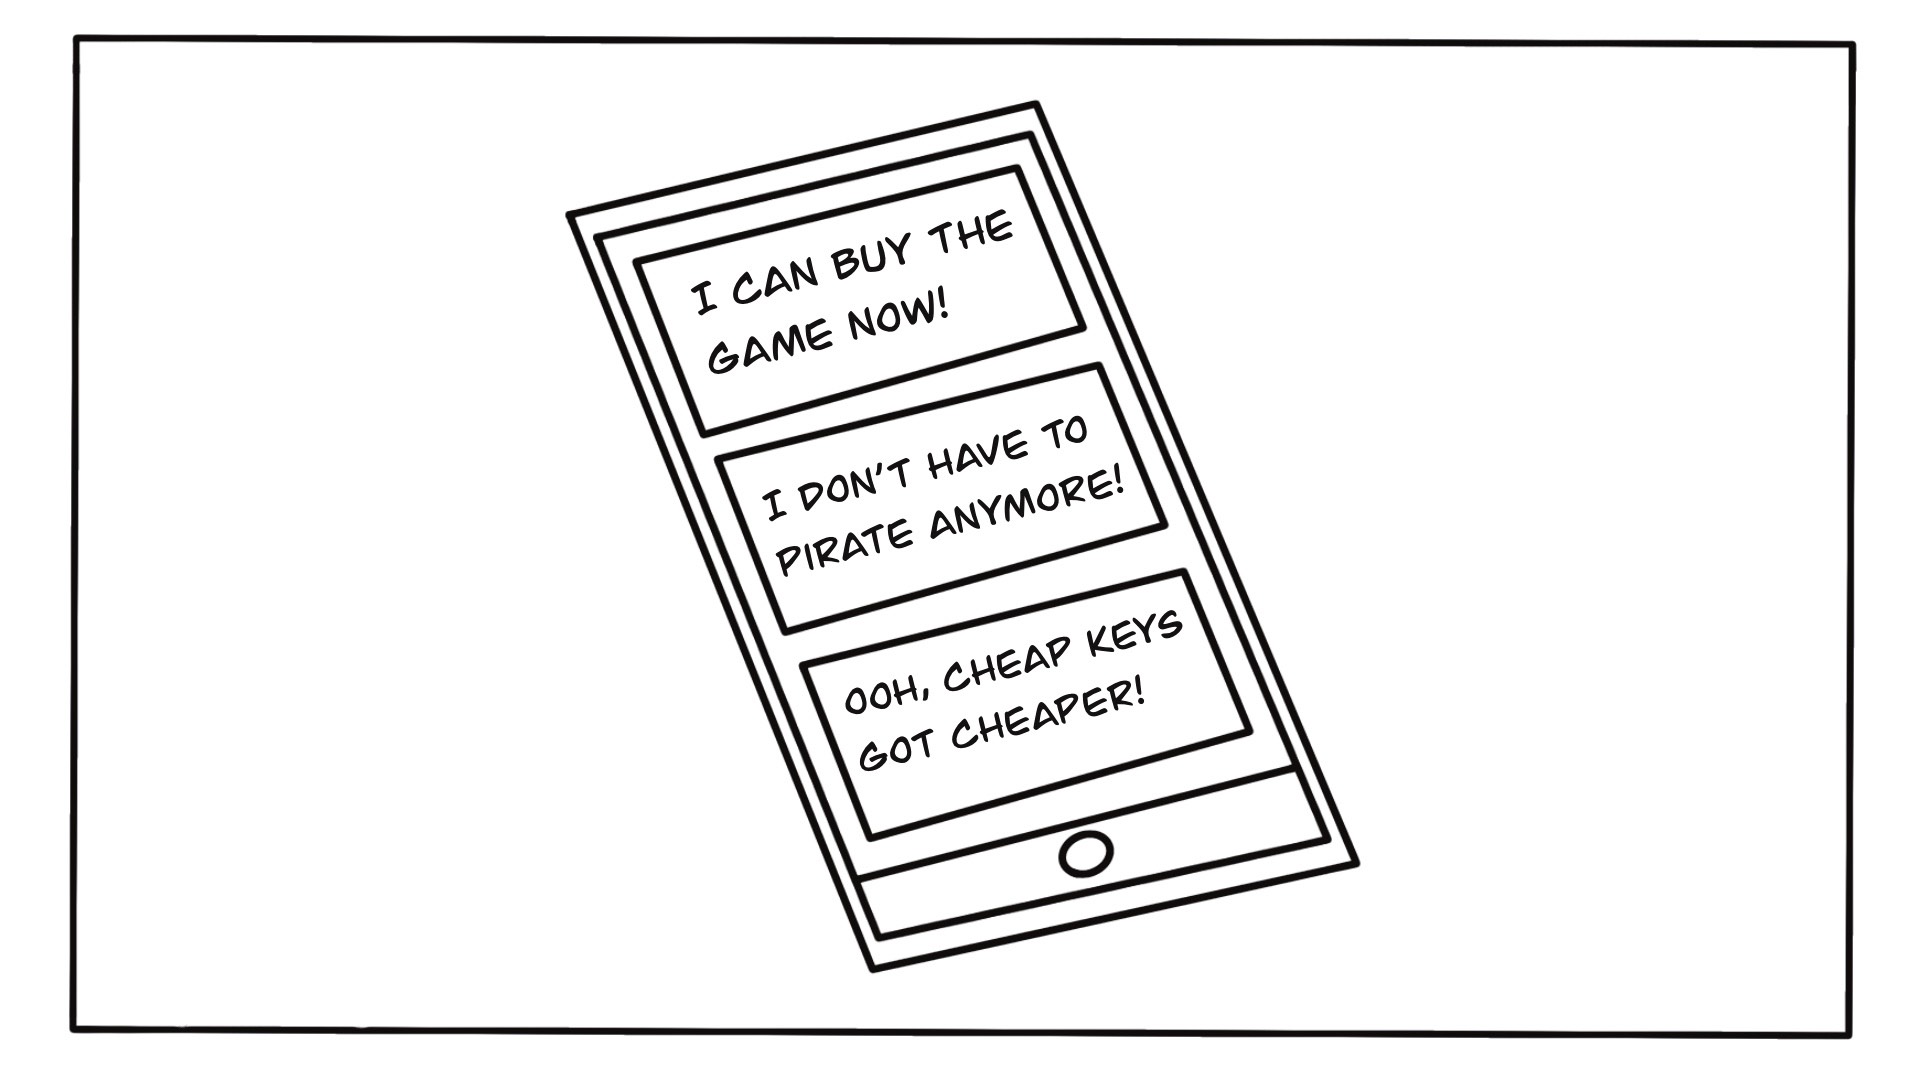 I CAN BUY THE
GAME NOW!
I DON'T HAVE TO
PIRATE ANYMORE!
OOH, CHEAP KEYS
GOT CHEAPER!